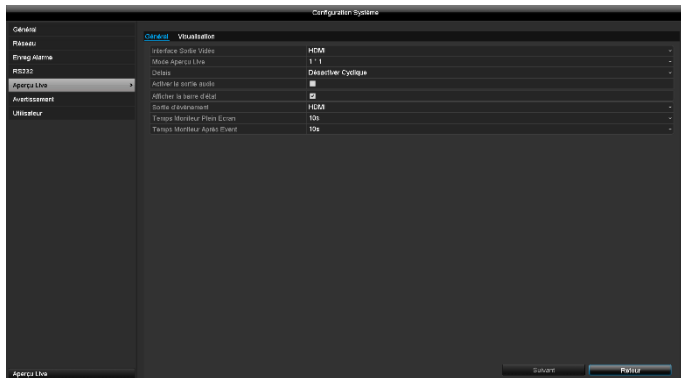 Configuration Système
Général
Réseau
Enreg Alarme
RS232
Aperçu Live
Avertissement
Utilisateur
Général Visualisation
Interface Sortie Vidéo HDMI
Mode Aperçu Live 1 * 1
Délais Désactiver Cyclique
Activer la sortie audio
Afficher la barre d'état
Sortie d'événement HDMI
Temps Moniteur Plein Ecran 10s
Temps Moniteur Après Event 10s
Aperçu Live
Suivant Retour